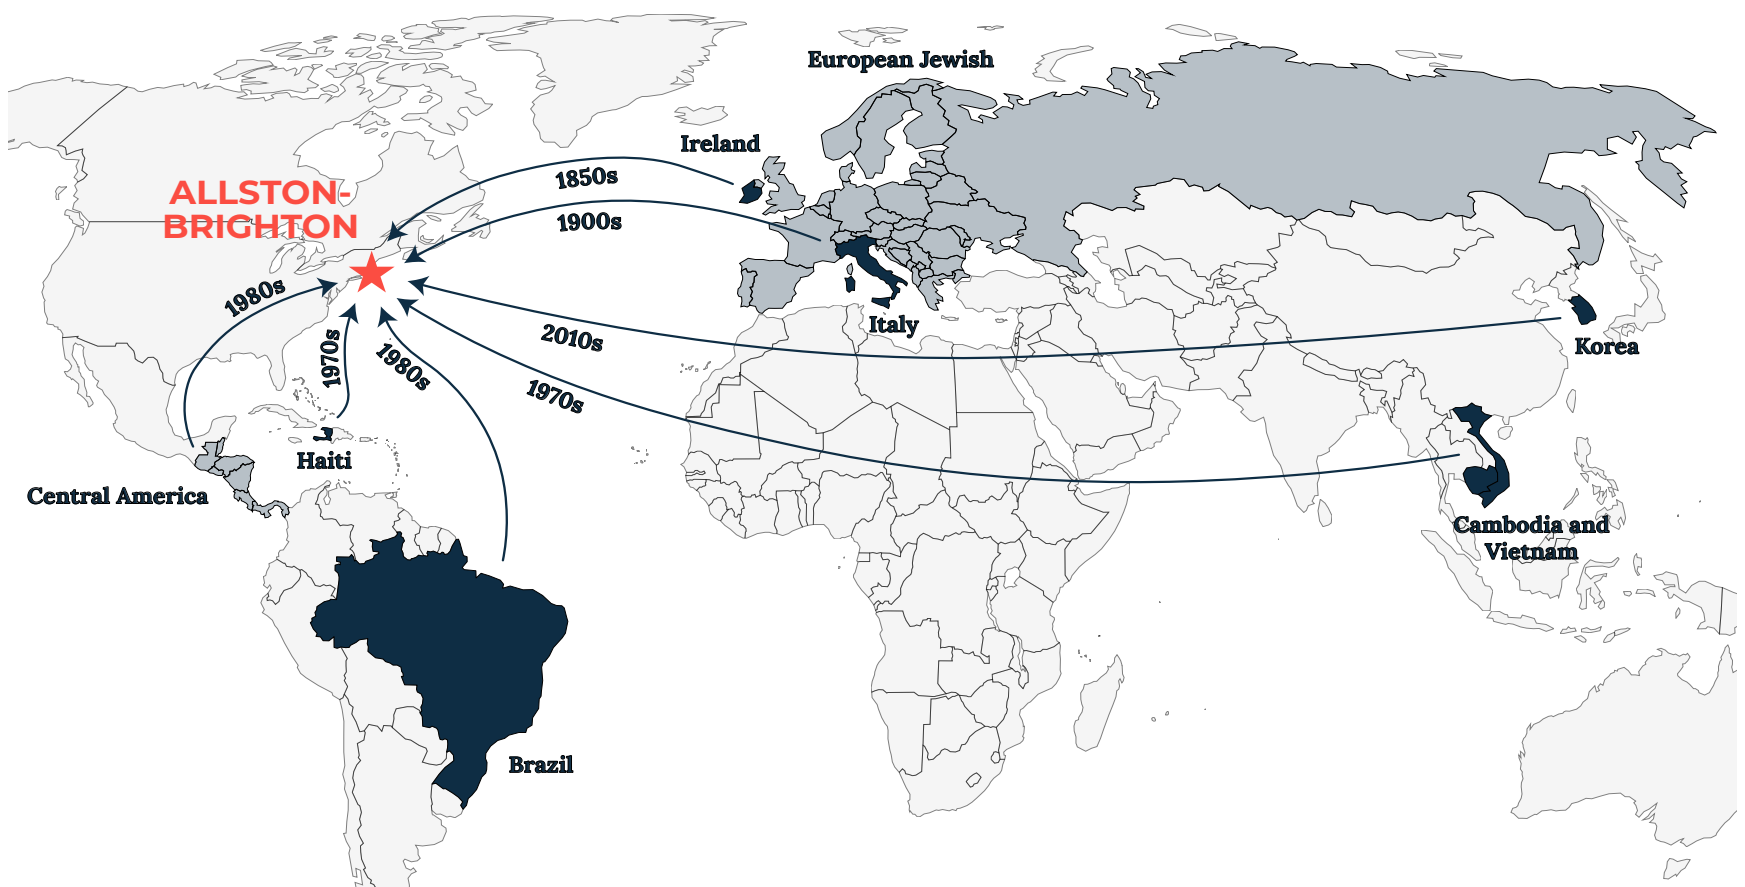 European Jewish
Ireland
1850s
ALLSTON-
BRIGHTON
1900s
1980s
Italy
2010s
1970s
1980s
Korea
1970s
Haiti
Central America
Cambodia and
Vietnam
Brazil